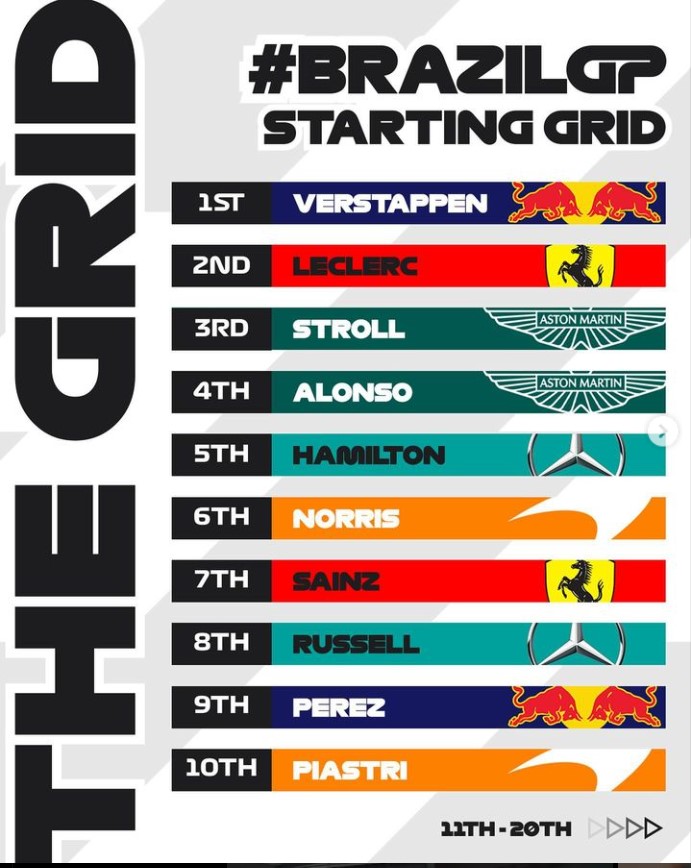 THE GRID
#BRAZILGP
STARTING GRID
1ST VERSTAPPEN
2ND LECLERC
3RD STROLL ASTON MARTIN
4TH ALONSO ASTON MARTIN
5TH HAMILTON
6TH NORRIS
7TH SAINZ
8TH RUSSELL
9TH PEREZ
10TH PIASTRI
11TH - 20TH